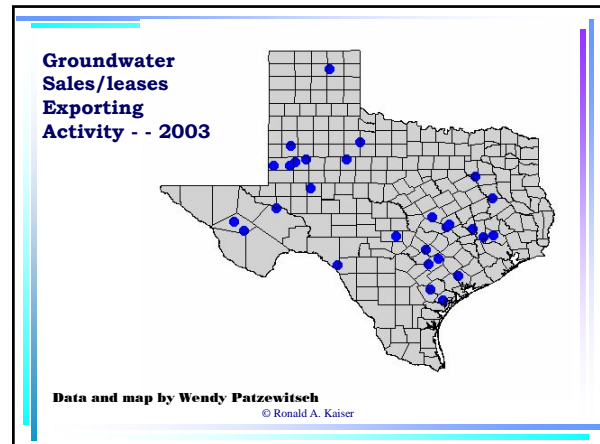 Groundwater
Sales/leases
Exporting
Activity - - 2003
Data and map by Wendy Patzewitsch
© Ronald A. Kaiser